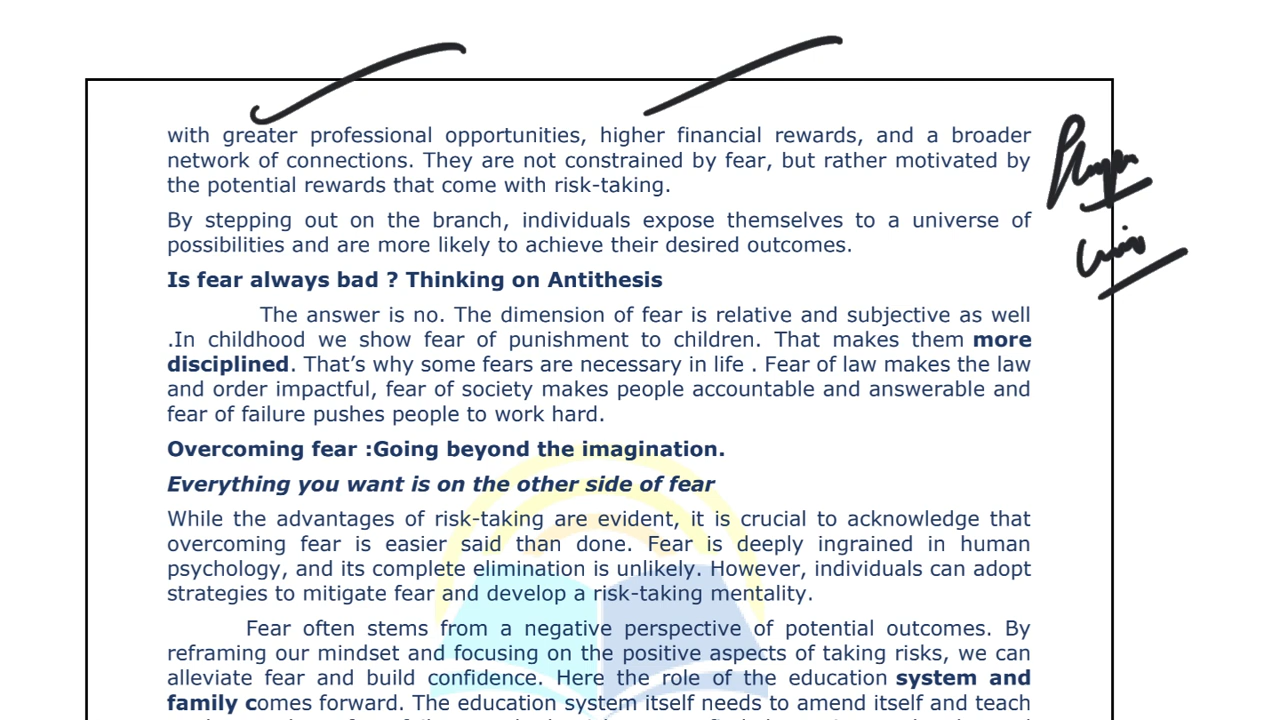 with greater professional opportunities, higher financial rewards, and a broader
network of connections. They are not constrained by fear, but rather motivated by
the potential rewards that come with risk-taking.
By stepping out on the branch, individuals expose themselves to a universe of
possibilities and are more likely to achieve their desired outcomes.
Is fear always bad ? Thinking on Antithesis
The answer is no. The dimension of fear is relative and subjective as well
.In childhood we show fear of punishment to children. That makes them more
disciplined. That’s why some fears are necessary in life . Fear of law makes the law
and order impactful, fear of society makes people accountable and answerable and
fear of failure pushes people to work hard.
Overcoming fear :Going beyond the imagination.
Everything you want is on the other side of fear
While the advantages of risk-taking are evident, it is crucial to acknowledge that
overcoming fear is easier said than done. Fear is deeply ingrained in human
psychology, and its complete elimination is unlikely. However, individuals can adopt
strategies to mitigate fear and develop a risk-taking mentality.
Fear often stems from a negative perspective of potential outcomes. By
reframing our mindset and focusing on the positive aspects of taking risks, we can
alleviate fear and build confidence. Here the role of the education system and
family comes forward. The education system itself needs to amend itself and teach